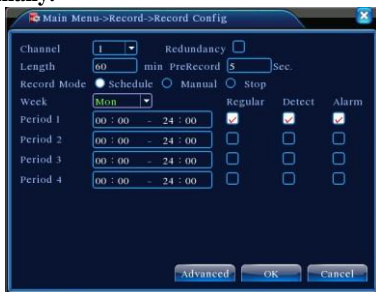 Main Menu->Record->Record Config
Channel 1 Redundancy
Length 60 min PreRecord 5 Sec.
Record Mode Schedule Manual Stop
Week Mon Regular Detect Alarm
Period 1 00 : 00 - 24 : 00
Period 2 00 : 00 - 24 : 00
Period 3 00 : 00 - 24 : 00
Period 4 00 : 00 - 24 : 00
Advanced OK Cancel